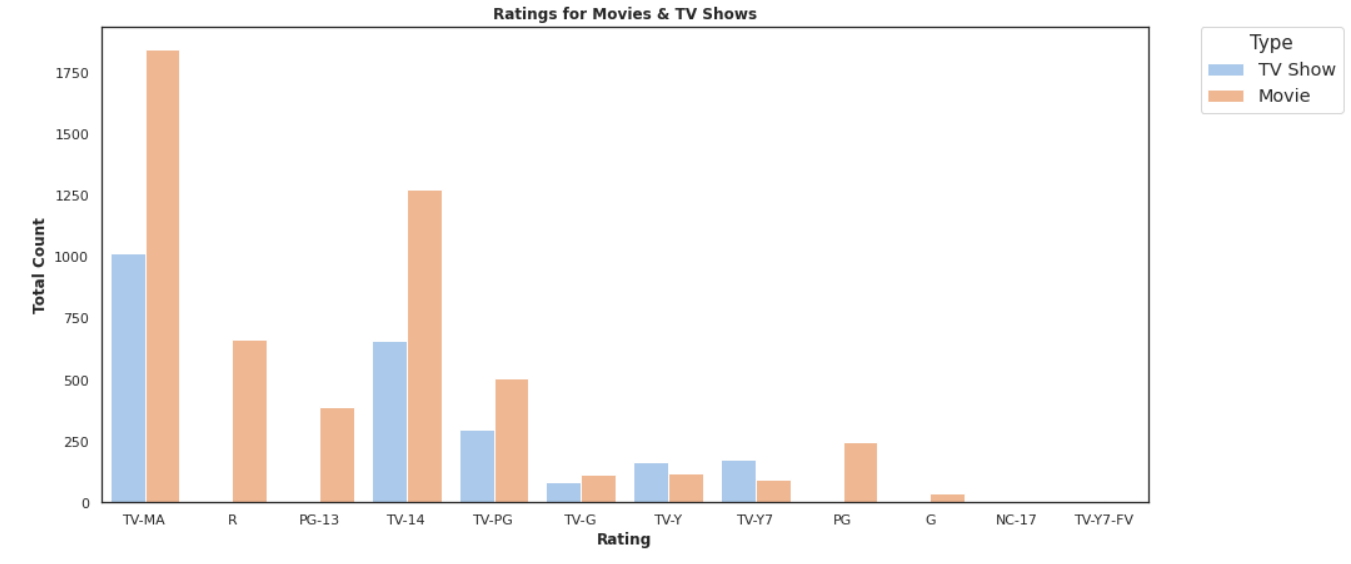 Ratings for Movies & TV Shows
Type
TV Show
Movie
Total Count
1750
1500
1250
1000
750
500
250
0
TV-MA R PG-13 TV-14 TV-PG TV-G TV-Y TV-Y7 PG G NC-17 TV-Y7-FV
Rating